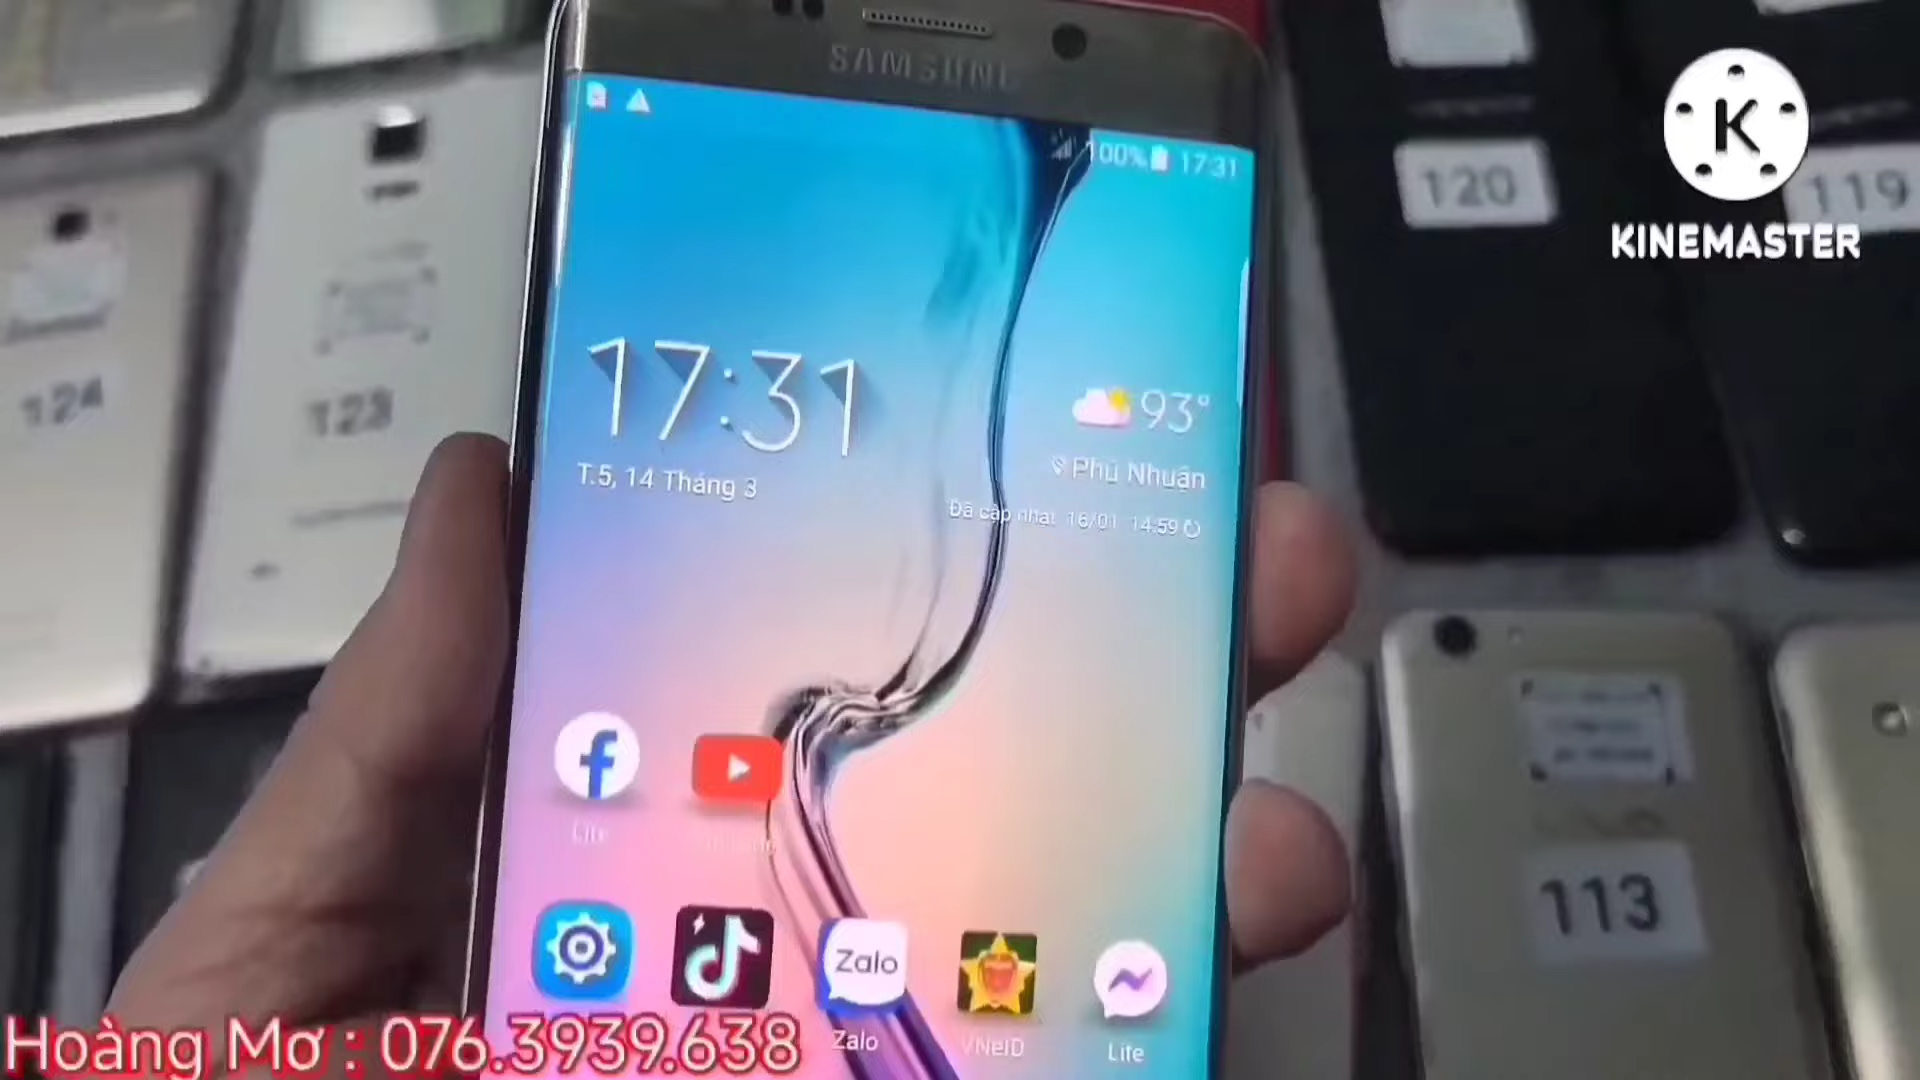 SAMSUNG
100% 17:31
120
119
KINEMASTER
17:31
T.5, 14 Tháng 3
93°
Phú Nhuận
Đã cập nhật 16/01 14:59
124
123
Lite
113
Zalo
Zalo
VNeID
Lite
Hoàng Mơ : 076.3939.638